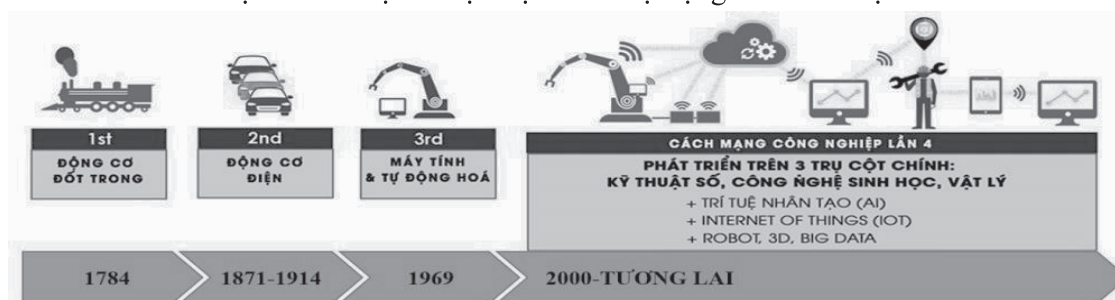 1st
ĐỘNG CƠ
ĐỐT TRONG
2nd
ĐỘNG CƠ
ĐIỆN
3rd
MÁY TÍNH
& TỰ ĐỘNG HOÁ
CÁCH MẠNG CÔNG NGHIỆP LẦN 4
PHÁT TRIỂN TRÊN 3 TRỤ CỘT CHÍNH:
KỸ THUẬT SỐ, CÔNG NGHỆ SINH HỌC, VẬT LÝ
+ TRÍ TUỆ NHÂN TẠO (AI)
+ INTERNET OF THINGS (IOT)
+ ROBOT, 3D, BIG DATA
1784
1871-1914
1969
2000-TƯƠNG LAI